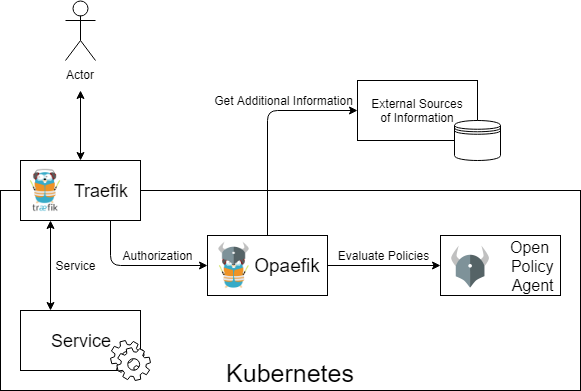 Actor
Get Additional Information
External Sources
of Information
Traefik
træfik
Service
Authorization
Opaefik
Evaluate Policies
Open
Policy
Agent
Service
Kubernetes